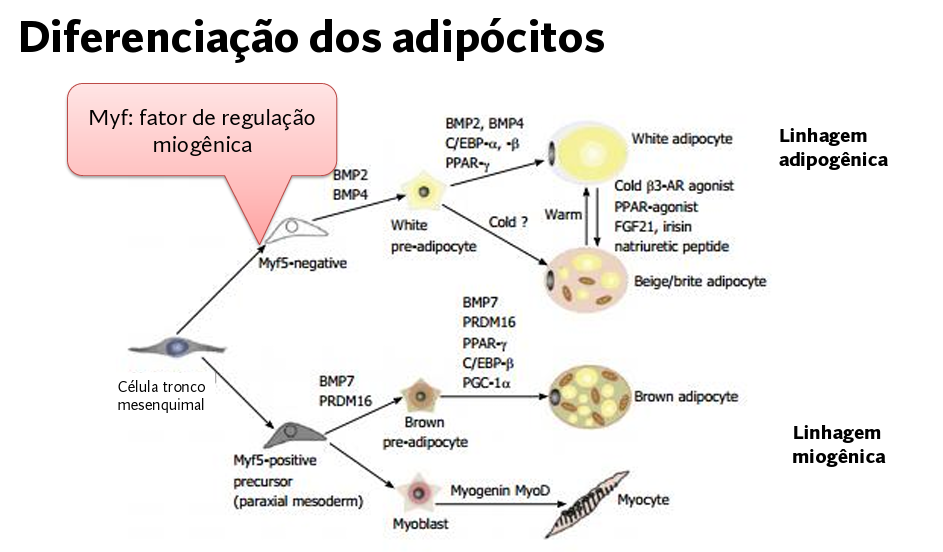 Diferenciação dos adipócitos
Myf: fator de regulação
miogênica
BMP2
BMP4
BMP2, BMP4
C/EBP-α, -β
PPAR-γ
White adipocyte
Linhagem
adipogênica
White
pre-adipocyte
Cold ?
Warm
Cold β3-AR agonist
PPAR-agonist
FGF21, irisin
natriuretic peptide
Myf5-negative
Beige/brite adipocyte
Célula tronco
mesenquimal
BMP7
PRDM16
BMP7
PRDM16
PPAR-γ
C/EBP-β
PGC-1α
Brown
pre-adipocyte
Brown adipocyte
Linhagem
miogênica
Myf5-positive
precursor
(paraxial mesoderm)
Myoblast
Myogenin MyoD
Myocyte